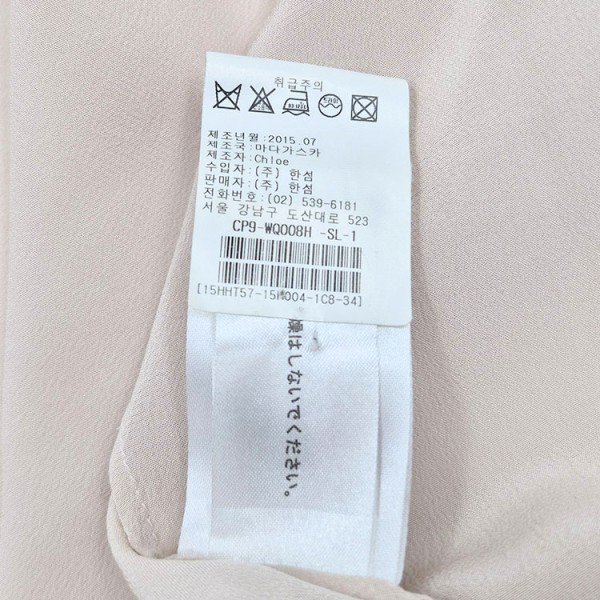 취급주의
제조년월:2015.07
제조국:마다가스카
제조자:Chloe
수입자:(주) 한섬
판매자:(주) 한섬
전화번호:(02) 539-6181
서울 강남구 도산대로 523
CP9-WQ008H -SL-1
[15HHT57-15M004-1C8-34]
燥はしないでください。